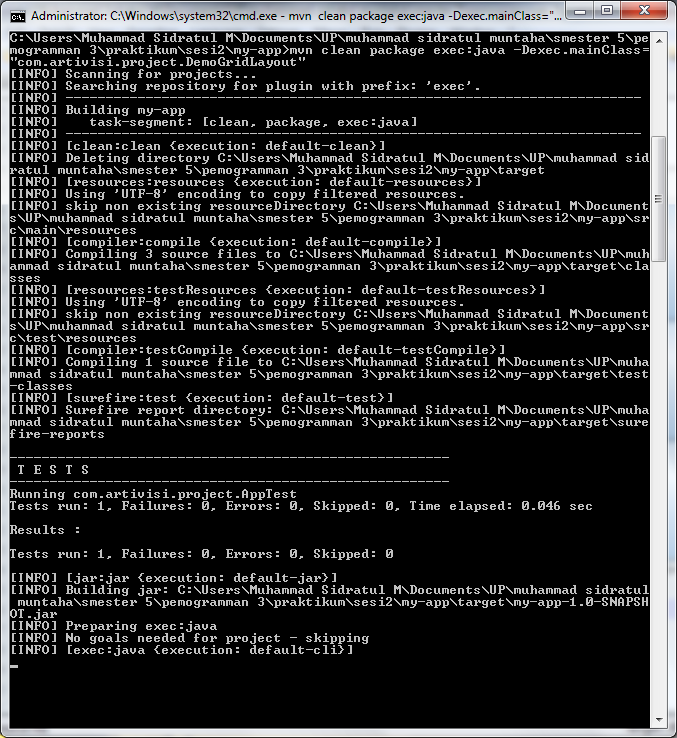 Administrator: C:\Windows\system32\cmd.exe - mvn  clean package exec:java -Dexec.mainClass="...
C:\Users\Muhammad Sidratul M\Documents\UP\muhammad sidratul muntaha\smester 5\pe
mogramman 3\praktikum\sesi2\my-app>mvn clean package exec:java -Dexec.mainClass=
"com.artivisi.project.DemoGridLayout"
[INFO] Scanning for projects...
[INFO] Searching repository for plugin with prefix: 'exec'.
[INFO] ------------------------------------------------------------------------
[INFO] Building my-app
[INFO]    task-segment: [clean, package, exec:java]
[INFO] ------------------------------------------------------------------------
[INFO] [clean:clean {execution: default-clean}]
[INFO] Deleting directory C:\Users\Muhammad Sidratul M\Documents\UP\muhammad sid
ratul muntaha\smester 5\pemogramman 3\praktikum\sesi2\my-app\target
[INFO] [resources:resources {execution: default-resources}]
[INFO] Using 'UTF-8' encoding to copy filtered resources.
[INFO] skip non existing resourceDirectory C:\Users\Muhammad Sidratul M\Document
s\UP\muhammad sidratul muntaha\smester 5\pemogramman 3\praktikum\sesi2\my-app\sr
c\main\resources
[INFO] [compiler:compile {execution: default-compile}]
[INFO] Compiling 3 source files to C:\Users\Muhammad Sidratul M\Documents\UP\muh
ammad sidratul muntaha\smester 5\pemogramman 3\praktikum\sesi2\my-app\target\cla
sses
[INFO] [resources:testResources {execution: default-testResources}]
[INFO] Using 'UTF-8' encoding to copy filtered resources.
[INFO] skip non existing resourceDirectory C:\Users\Muhammad Sidratul M\Document
s\UP\muhammad sidratul muntaha\smester 5\pemogramman 3\praktikum\sesi2\my-app\sr
c\test\resources
[INFO] [compiler:testCompile {execution: default-testCompile}]
[INFO] Compiling 1 source file to C:\Users\Muhammad Sidratul M\Documents\UP\muha
mmad sidratul muntaha\smester 5\pemogramman 3\praktikum\sesi2\my-app\target\test
-classes
[INFO] [surefire:test {execution: default-test}]
[INFO] Surefire report directory: C:\Users\Muhammad Sidratul M\Documents\UP\muha
mmad sidratul muntaha\smester 5\pemogramman 3\praktikum\sesi2\my-app\target\sure
fire-reports
-------------------------------------------------------
 T E S T S
-------------------------------------------------------
Running com.artivisi.project.AppTest
Tests run: 1, Failures: 0, Errors: 0, Skipped: 0, Time elapsed: 0.046 sec
Results :
Tests run: 1, Failures: 0, Errors: 0, Skipped: 0
[INFO] [jar:jar {execution: default-jar}]
[INFO] Building jar: C:\Users\Muhammad Sidratul M\Documents\UP\muhammad sidratul
 muntaha\smester 5\pemogramman 3\praktikum\sesi2\my-app\target\my-app-1.0-SNAPSH
OT.jar
[INFO] Preparing exec:java
[INFO] No goals needed for project - skipping
[INFO] [exec:java {execution: default-cli}]